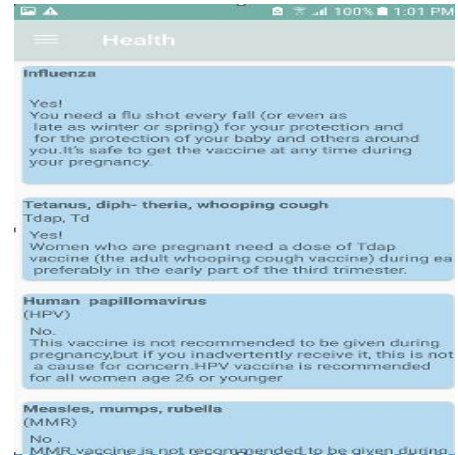 100% 1:01 PM
Health
Influenza
Yes!
You need a flu shot every fall (or even as
late as winter or spring) for your protection and
for the protection of your baby and others around
you.It's safe to get the vaccine at any time during
your pregnancy.
Tetanus, diph- theria, whooping cough
Tdap, Td
Yes!
Women who are pregnant need a dose of Tdap
vaccine (the adult whooping cough vaccine) during ea
preferably in the early part of the third trimester.
Human papillomavirus
(HPV)
No.
This vaccine is not recommended to be given during
pregnancy,but if you inadvertently receive it, this is not
a cause for concern.HPV vaccine is recommended
for all women age 26 or younger
Measles, mumps, rubella
(MMR)
No .
MMR vaccine is not recommended to be given during